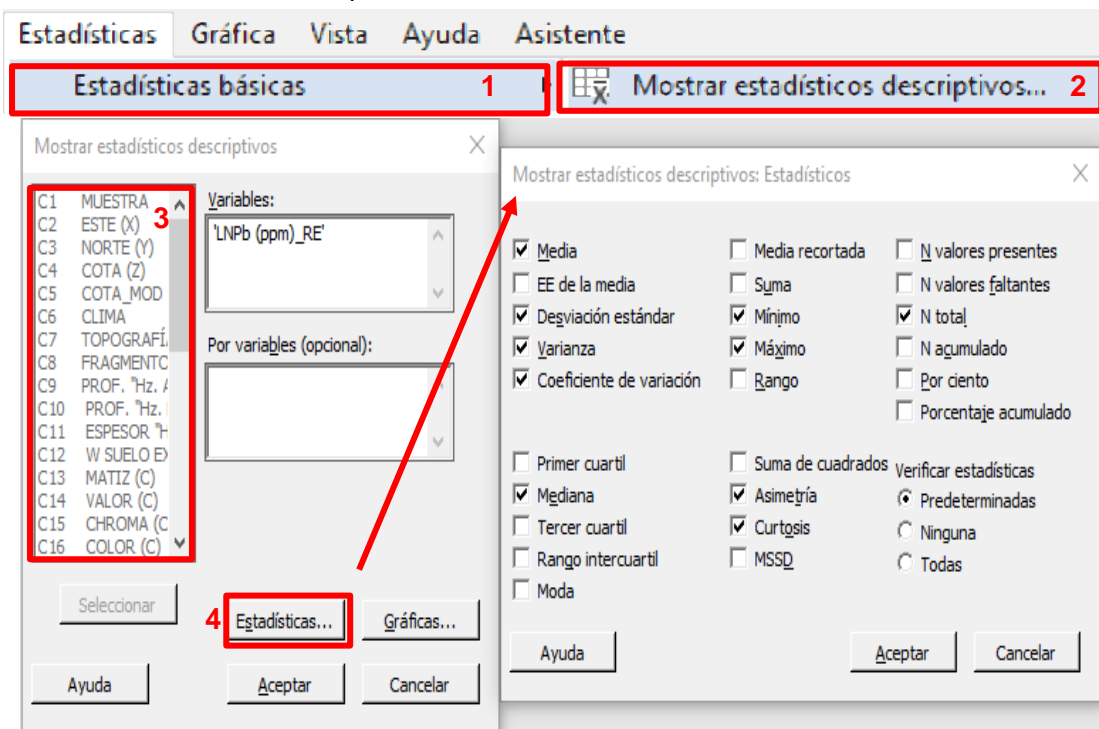 Estadísticas Gráfica Vista Ayuda Asistente
Estadísticas básicas 1 Mostrar estadísticos descriptivos... 2
Mostrar estadísticos descriptivos
3
C1 MUESTRA
C2 ESTE (X)
C3 NORTE (Y)
C4 COTA (Z)
C5 COTA_MOD
C6 CLIMA
C7 TOPOGRAFÍ
C8 FRAGMENTO
C9 PROF. "Hz. A
C10 PROF. "Hz.
C11 ESPESOR "H
C12 W SUELO EX
C13 MATIZ (C)
C14 VALOR (C)
C15 CHROMA (C
C16 COLOR (C)
Variables:
'LNPb (ppm)_RE'
Por variables (opcional):
Seleccionar
4 Estadísticas... Gráficas...
Ayuda Aceptar Cancelar
Mostrar estadísticos descriptivos: Estadísticos
Media Media recortada N valores presentes
EE de la media Suma N valores faltantes
Desviación estándar Mínimo N total
Varianza Máximo N acumulado
Coeficiente de variación Rango Por ciento
Porcentaje acumulado
Primer cuartil Suma de cuadrados Verificar estadísticas
Mediana Asimetría Predeterminadas
Tercer cuartil Curtosis Ninguna
Rango intercuartil MSSD Todas
Moda
Ayuda Aceptar Cancelar